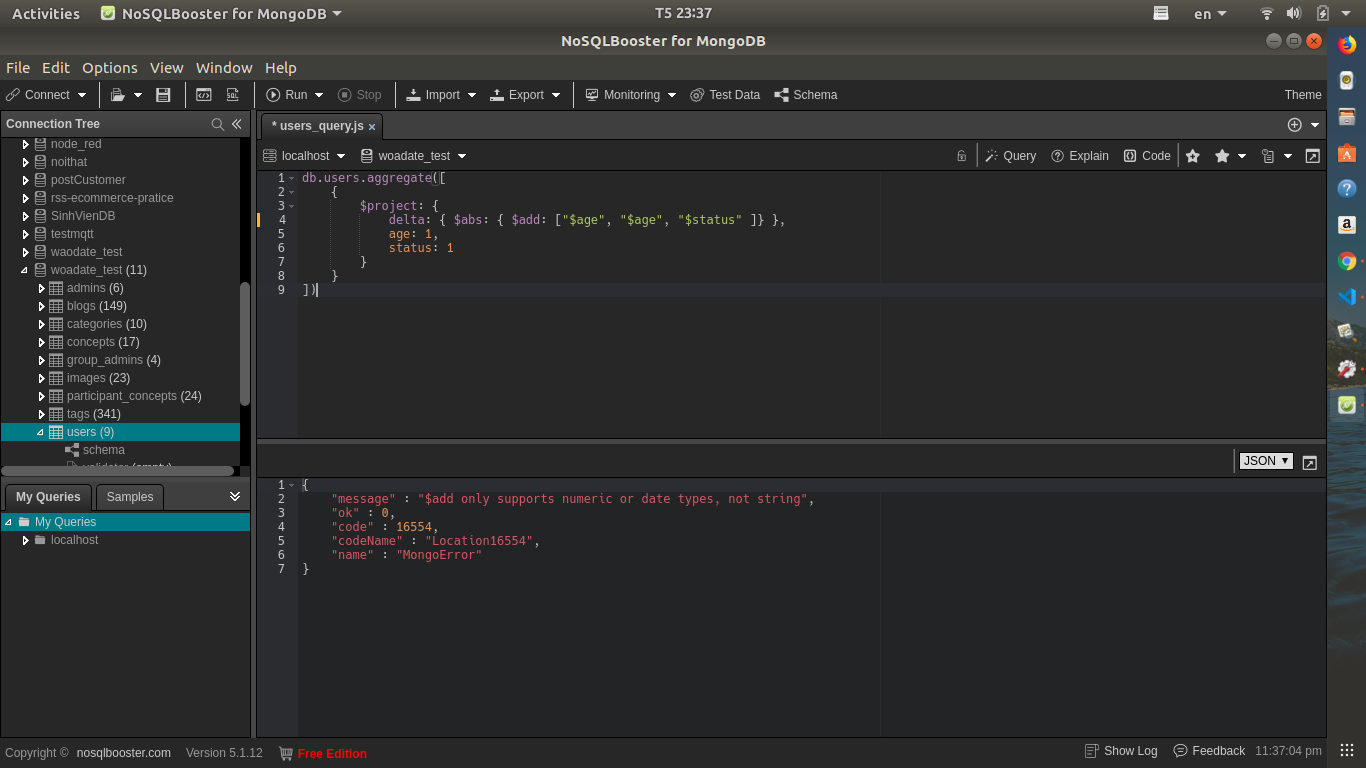 Activities NoSQLBooster for MongoDB T5 23:37 en
NoSQLBooster for MongoDB
File Edit Options View Window Help
Connect Run Stop Import Export Monitoring Test Data Schema Theme
Connection Tree
node_red
noithat
postCustomer
rss-ecommerce-pratice
SinhVienDB
testmqtt
waodate_test
woadate_test (11)
admins (6)
blogs (149)
categories (10)
concepts (17)
group_admins (4)
images (23)
participant_concepts (24)
tags (341)
users (9)
schema
validator (empty)
My Queries Samples
My Queries
localhost
* users_query.js ×
localhost woadate_test Query Explain Code
1 db.users.aggregate([
2 {
3 $project: {
4 delta: { $abs: { $add: ["$age", "$age", "$status" ]} },
5 age: 1,
6 status: 1
7 }
8 }
9 ])
JSON
1 {
2 "message" : "$add only supports numeric or date types, not string",
3 "ok" : 0,
4 "code" : 16554,
5 "codeName" : "Location16554",
6 "name" : "MongoError"
7 }
Copyright © nosqlbooster.com Version 5.1.12 Free Edition Show Log Feedback 11:37:04 pm